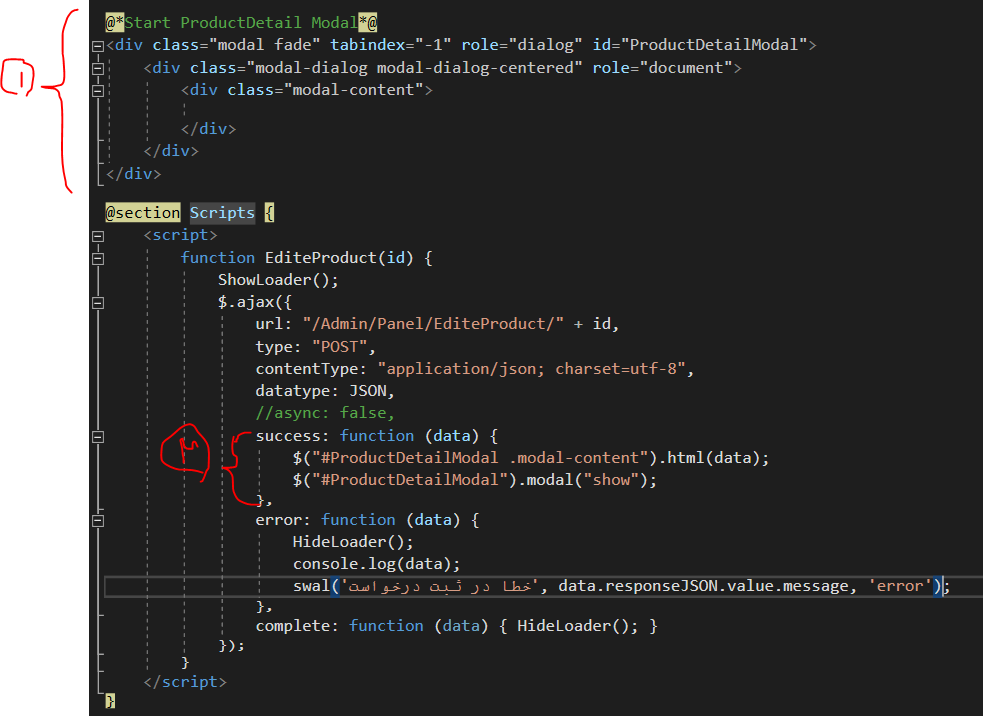 @*Start ProductDetail Modal*@
<div class="modal fade" tabindex="-1" role="dialog" id="ProductDetailModal">
<div class="modal-dialog modal-dialog-centered" role="document">
<div class="modal-content">
</div>
</div>
</div>
۱
@section Scripts {
<script>
function EditeProduct(id) {
ShowLoader();
$.ajax({
url: "/Admin/Panel/EditeProduct/" + id,
type: "POST",
contentType: "application/json; charset=utf-8",
datatype: JSON,
//async: false,
success: function (data) {
$("#ProductDetailModal .modal-content").html(data);
$("#ProductDetailModal").modal("show");
},
error: function (data) {
HideLoader();
console.log(data);
swal('خطا در ثبت درخواست', data.responseJSON.value.message, 'error');
},
complete: function (data) { HideLoader(); }
});
}
</script>
}